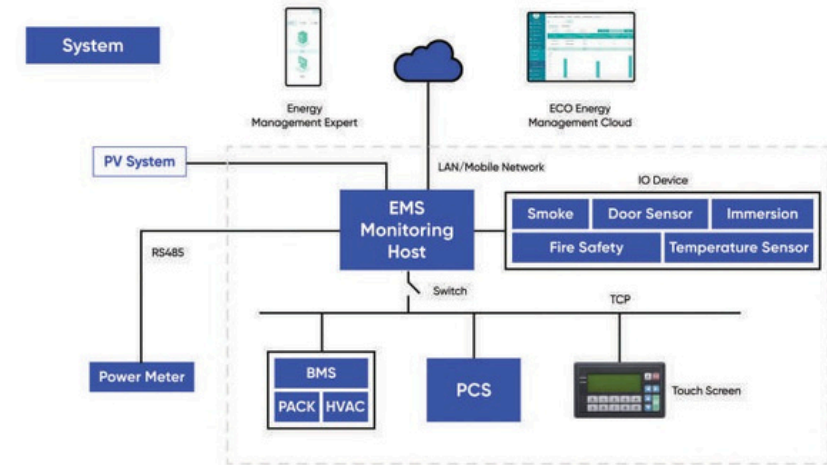 System
Energy
Management Expert
ECO Energy
Management Cloud
PV System
LAN/Mobile Network
IO Device
EMS
Monitoring
Host
Smoke
Door Sensor
Immersion
Fire Safety
Temperature Sensor
RS485
Switch
TCP
Power Meter
BMS
PACK
HVAC
PCS
Touch Screen